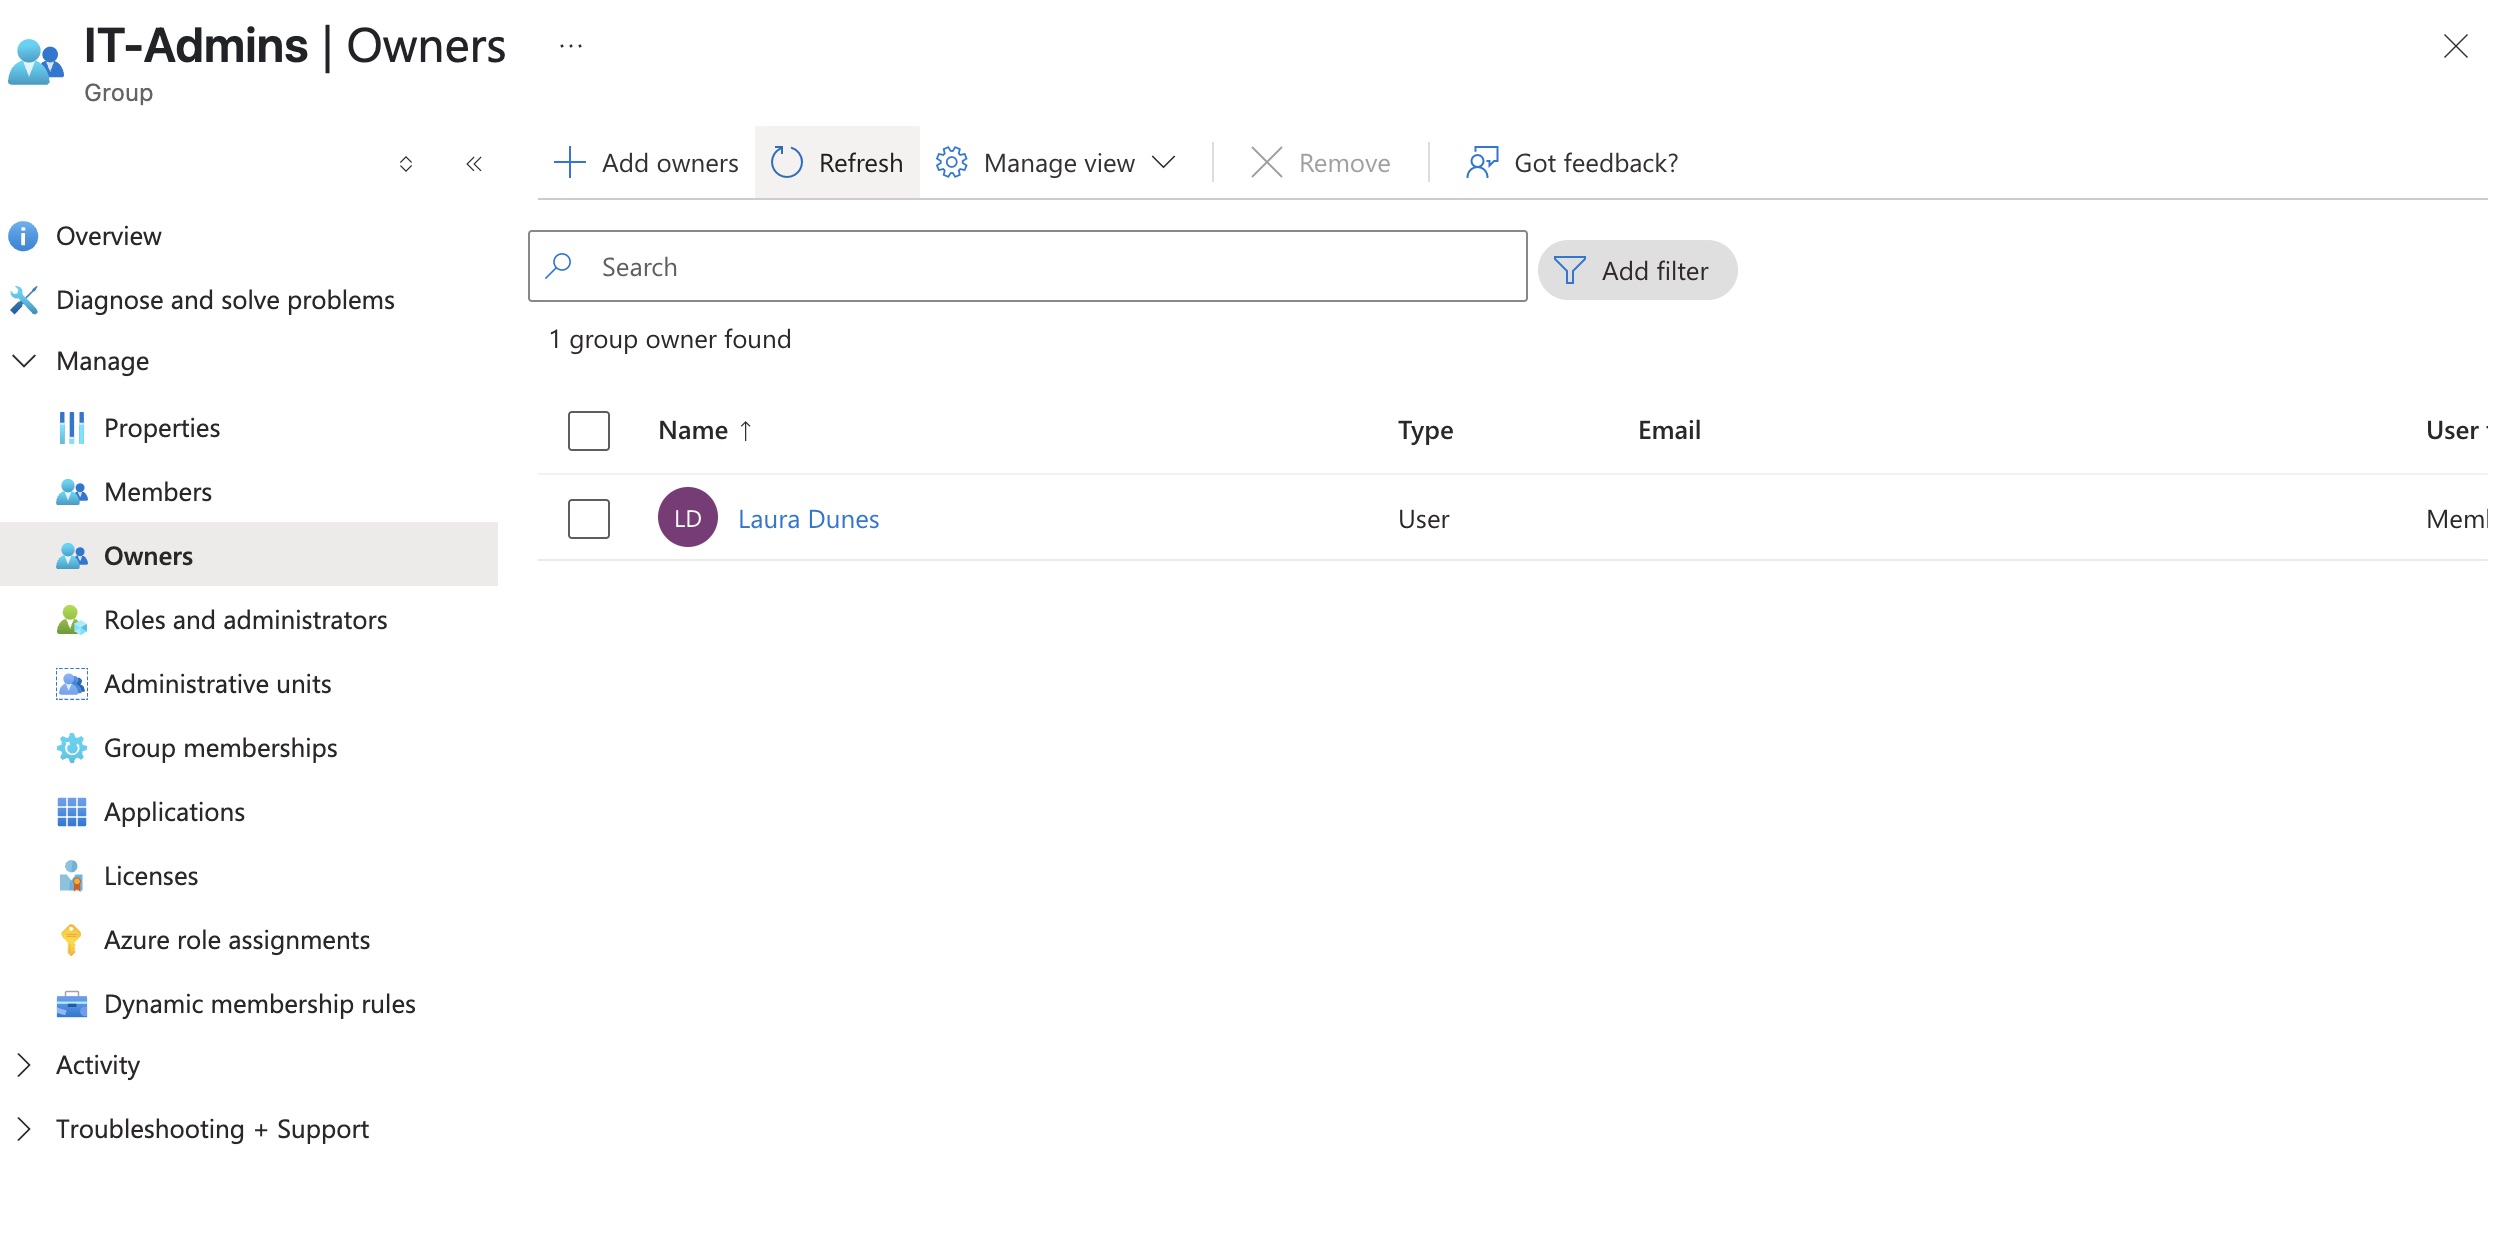 IT-Admins | Owners ...
Group
Add owners Refresh Manage view Remove Got feedback?
Overview
Diagnose and solve problems
Manage
Properties
Members
Owners
Roles and administrators
Administrative units
Group memberships
Applications
Licenses
Azure role assignments
Dynamic membership rules
Activity
Troubleshooting + Support
Search
Add filter
1 group owner found
Name ↑ Type Email User
LD Laura Dunes User